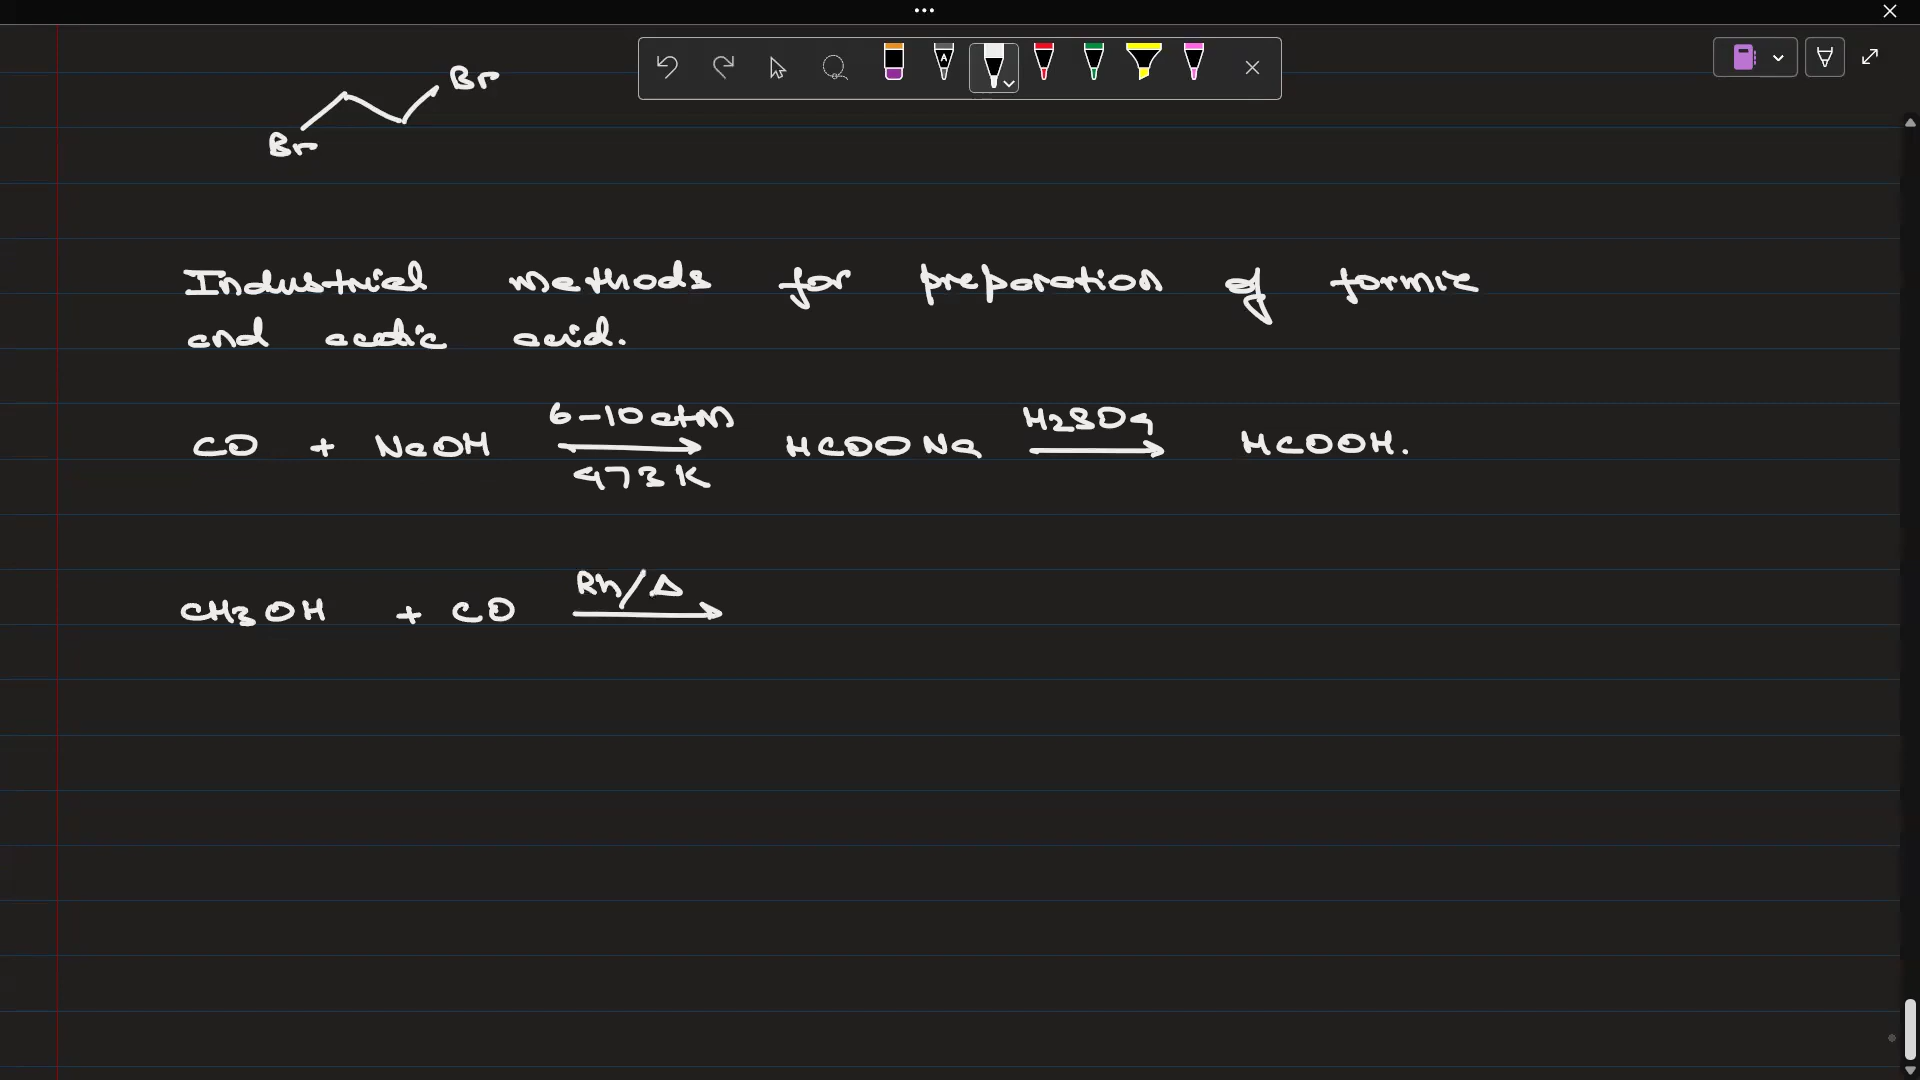 Br
Br
Industrial methods for preparation of formic
and acetic acid.
6-10 atm
CO + NaOH → HCOONa → HCOOH.
H2SO4
473 K
Rh/Δ
CH3OH + CO →